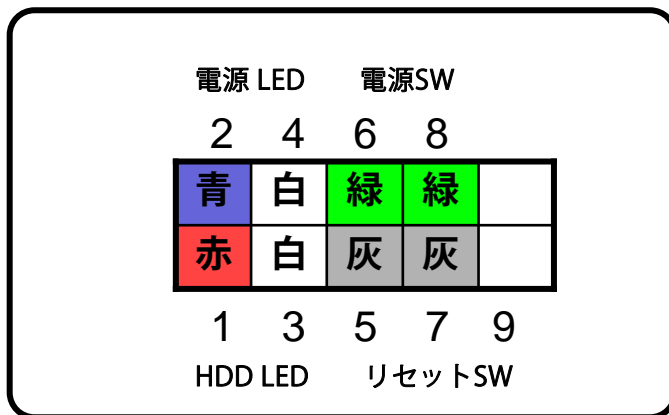 電源 LED 電源SW
2 4 6 8
青 白 緑 緑
赤 白 灰 灰
1 3 5 7 9
HDD LED リセットSW